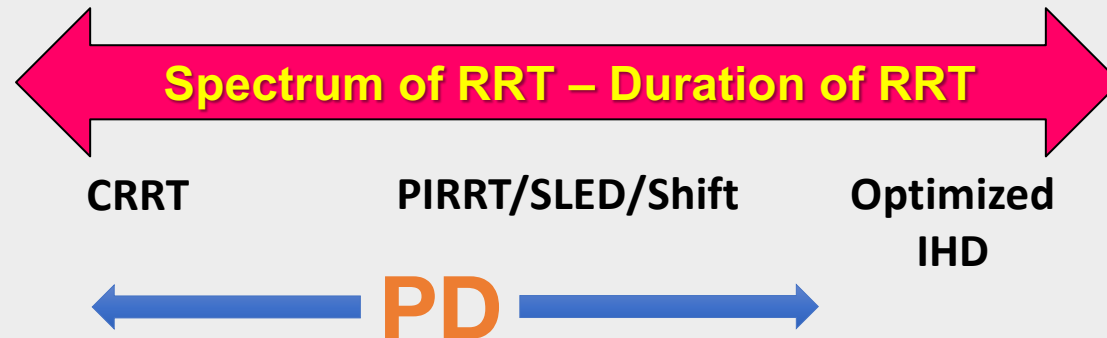 Spectrum of RRT – Duration of RRT
CRRT PIRRT/SLED/Shift Optimized
IHD
PD